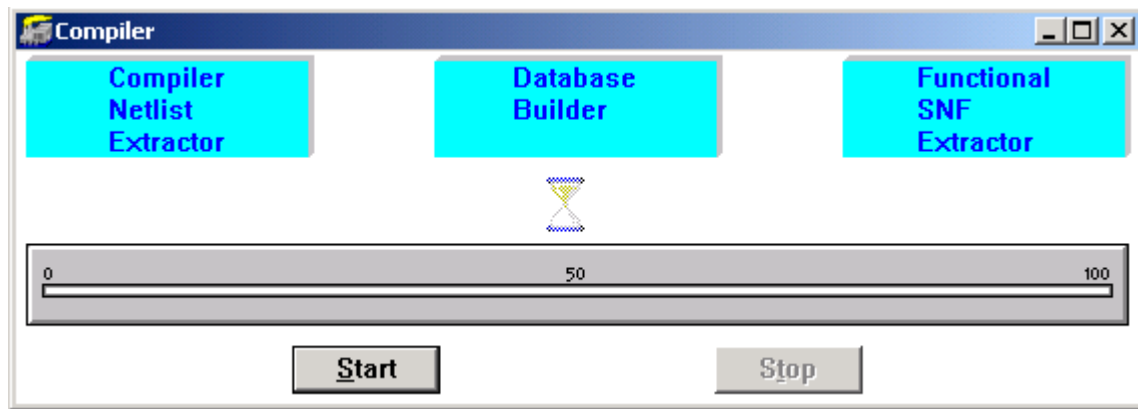 Compiler
Compiler
Netlist
Extractor
Database
Builder
Functional
SNF
Extractor
0 50 100
Start Stop